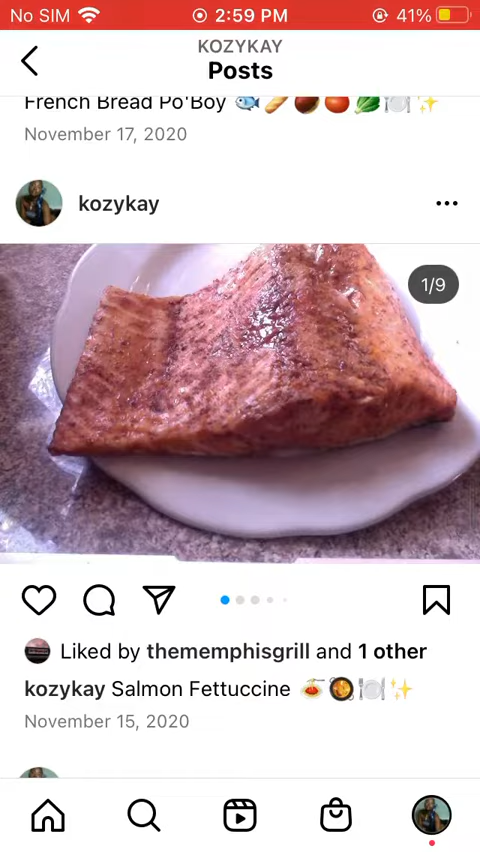 No SIM 2:59 PM 41%
KOZYKAY
Posts
French Bread Po'Boy 🐟🥖🌰🍅🥬🍽️✨
November 17, 2020
kozykay
1/9
Liked by thememphisgrill and 1 other
kozykay Salmon Fettuccine 🍝🥘🍽️✨
November 15, 2020